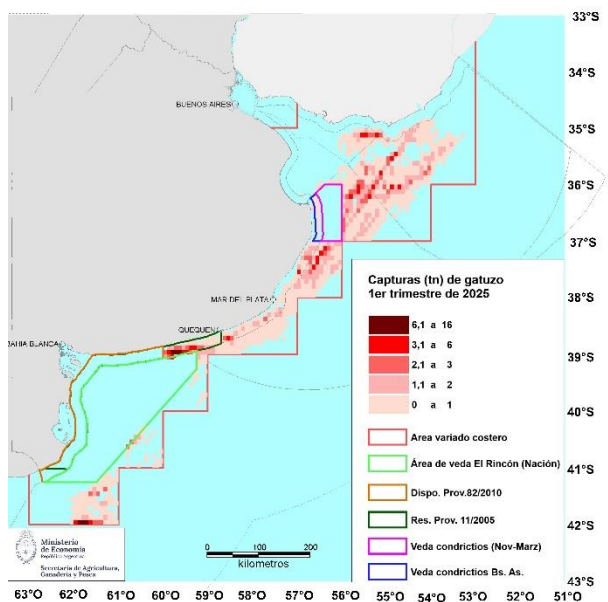 33°S
34°S
35°S
36°S
37°S
38°S
39°S
40°S
41°S
42°S
43°S
BUENOS AIRES
MAR DEL PLATA
QUEQUEN
BAHIA BLANCA
Capturas (tn) de gatuzo
1er trimestre de 2025
6,1 a 16
3,1 a 6
2,1 a 3
1,1 a 2
0 a 1
Area variado costero
Área de veda El Rincón (Nación)
Dispo. Prov.82/2010
Res. Prov. 11/2005
Veda condrictios (Nov-Marz)
Veda condrictios Bs. As.
Ministerio
de Economía
República Argentina
Secretaría de Agricultura,
Ganadería y Pesca
0 100 200
kilometros
63°O 62°O 61°O 60°O 59°O 58°O 57°O 56°O 55°O 54°O 53°O 52°O 51°O